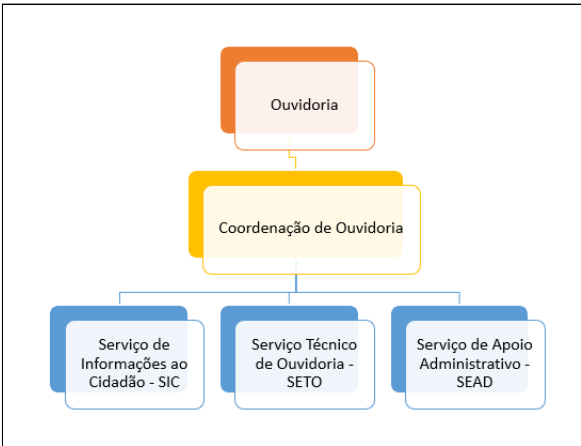 Ouvidoria
Coordenação de Ouvidoria
Serviço de
Informações ao
Cidadão - SIC
Serviço Técnico
de Ouvidoria -
SETO
Serviço de Apoio
Administrativo -
SEAD